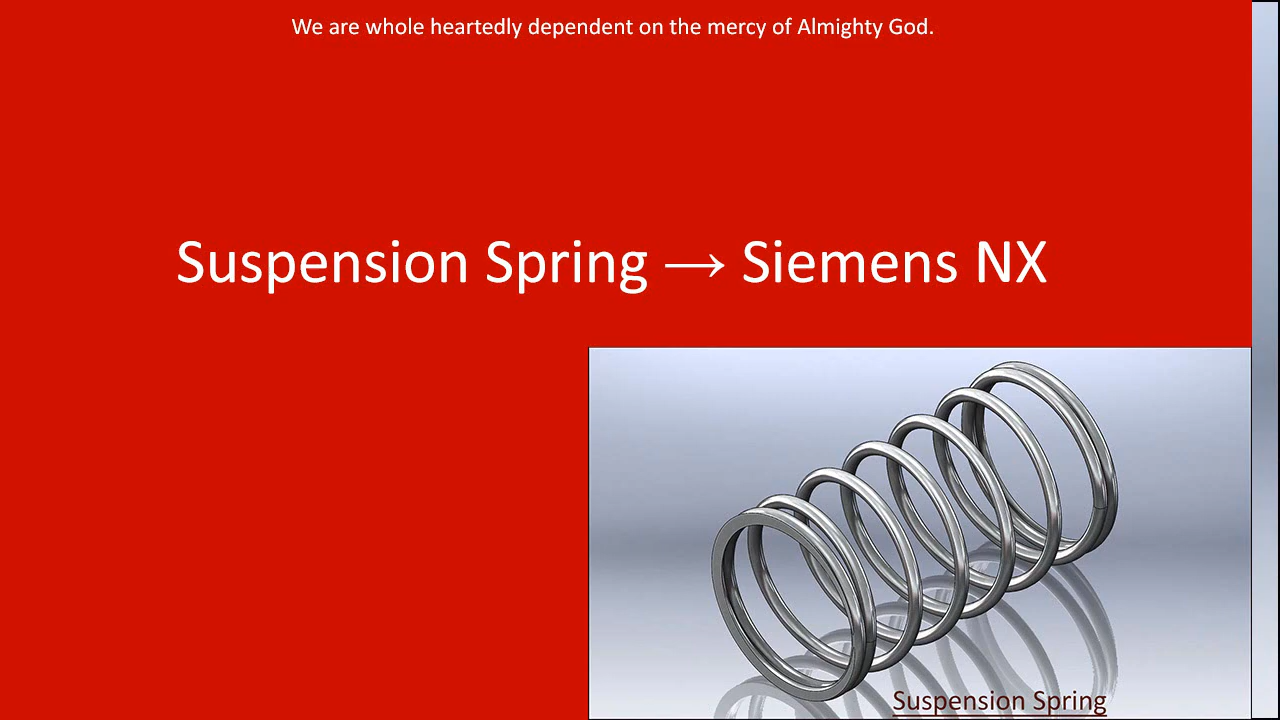 We are whole heartedly dependent on the mercy of Almighty God.
Suspension Spring → Siemens NX
Suspension Spring